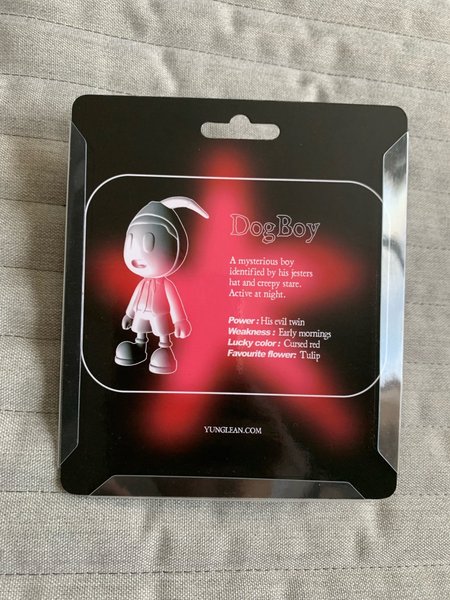 DogBoy
A mysterious boy
identified by his jesters
hat and creepy stare.
Active at night.
Power : His evil twin
Weakness : Early mornings
Lucky color : Cursed red
Favourite flower: Tulip
YUNGLEAN.COM